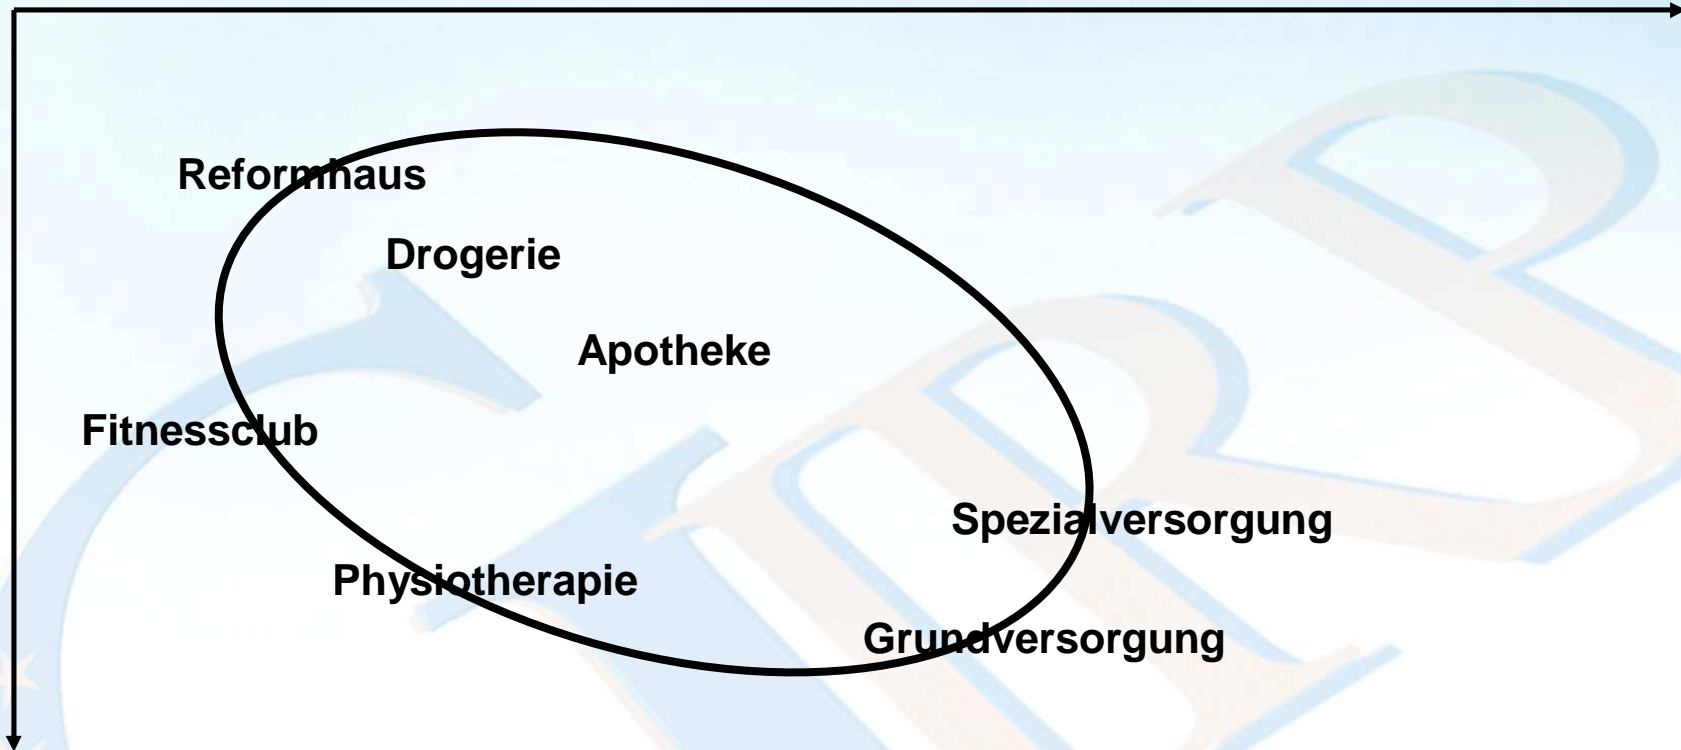 Reformhaus
Drogerie
Apotheke
Fitnessclub
Spezialversorgung
Physiotherapie
Grundversorgung